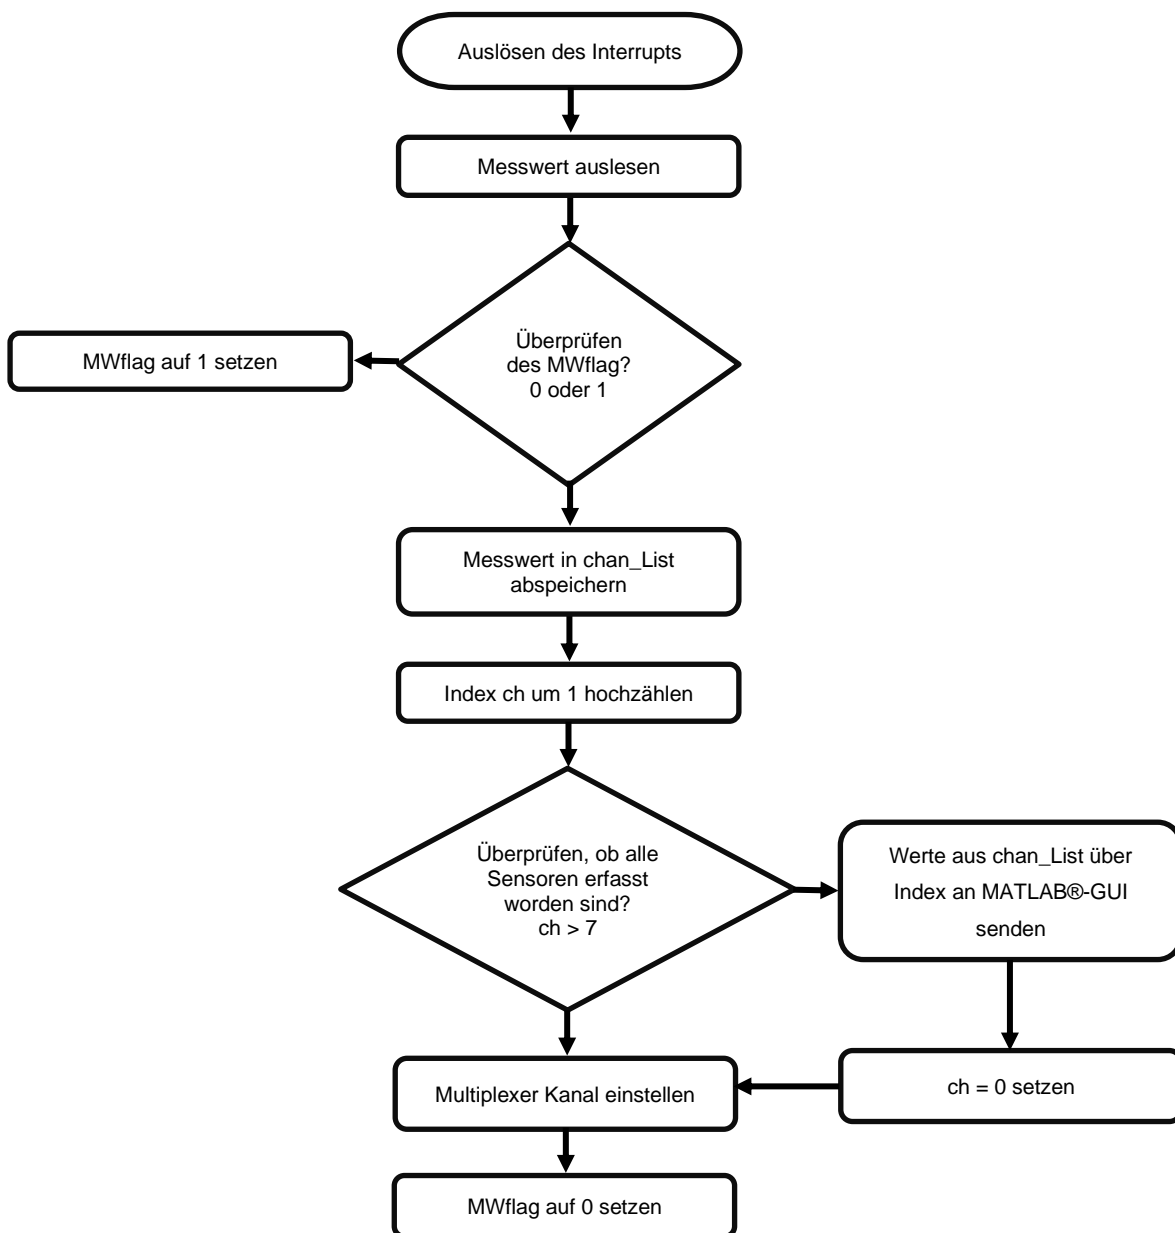 Auslösen des Interrupts
Messwert auslesen
Überprüfen
des MWflag?
0 oder 1
MWflag auf 1 setzen
Messwert in chan_List
abspeichern
Index ch um 1 hochzählen
Überprüfen, ob alle
Sensoren erfasst
worden sind?
ch > 7
Werte aus chan_List über
Index an MATLAB®-GUI
senden
ch = 0 setzen
Multiplexer Kanal einstellen
MWflag auf 0 setzen